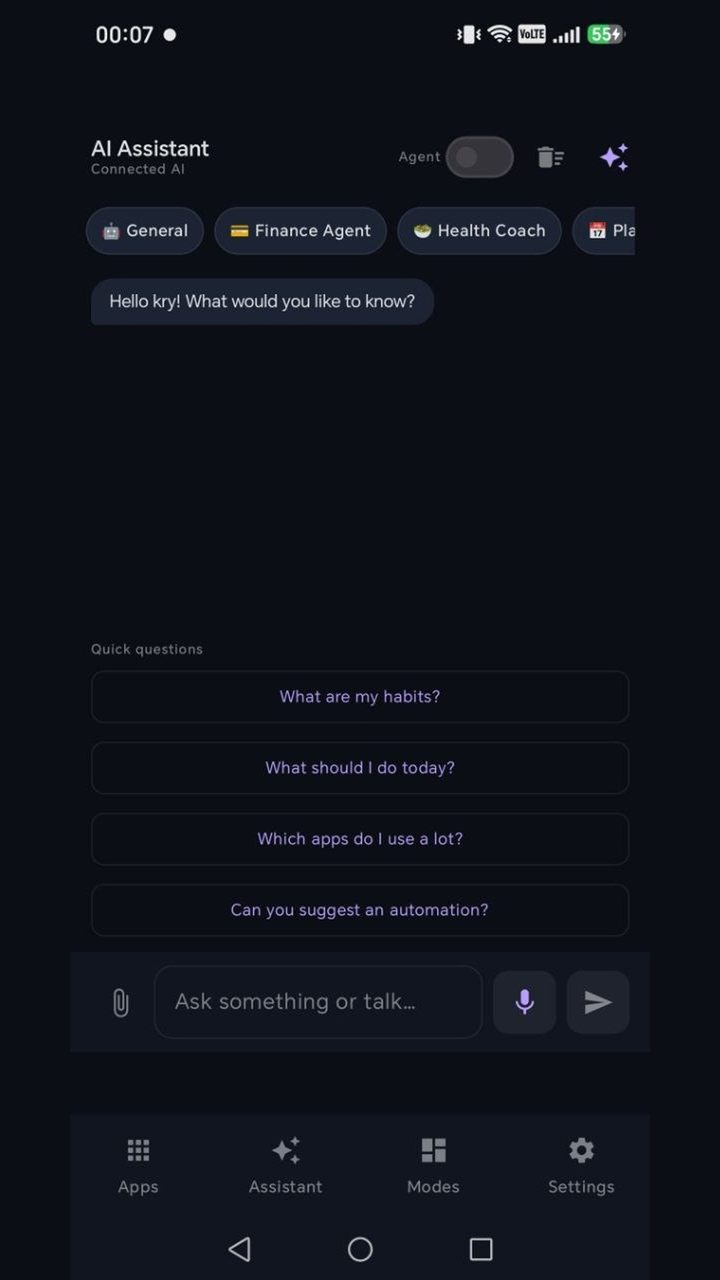 00:07
VoLTE
55
AI Assistant
Connected AI
Agent
General
Finance Agent
Health Coach
17
Pla
Hello kry! What would you like to know?
Quick questions
What are my habits?
What should I do today?
Which apps do I use a lot?
Can you suggest an automation?
Ask something or talk...
Apps
Assistant
Modes
Settings